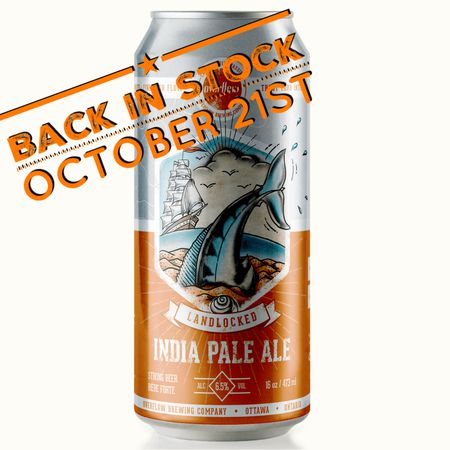 BACK IN STOCK
OCTOBER 21ST
Overflow
LANDLOCKED
INDIA PALE ALE
STRONG BEER
BIÈRE FORTE
ALC 6.5% VOL
16 oz / 473 ml
OVERFLOW BREWING COMPANY • OTTAWA • ONTARIO